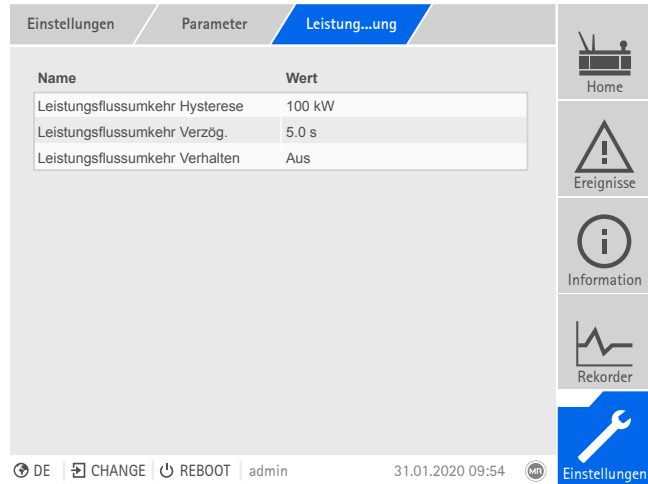 Einstellungen Parameter Leistung...ung
Name Wert
Leistungsflussumkehr Hysterese 100 kW
Leistungsflussumkehr Verzög. 5.0 s
Leistungsflussumkehr Verhalten Aus
Home
Ereignisse
Information
Rekorder
Einstellungen
DE CHANGE REBOOT admin 31.01.2020 09:54 MR